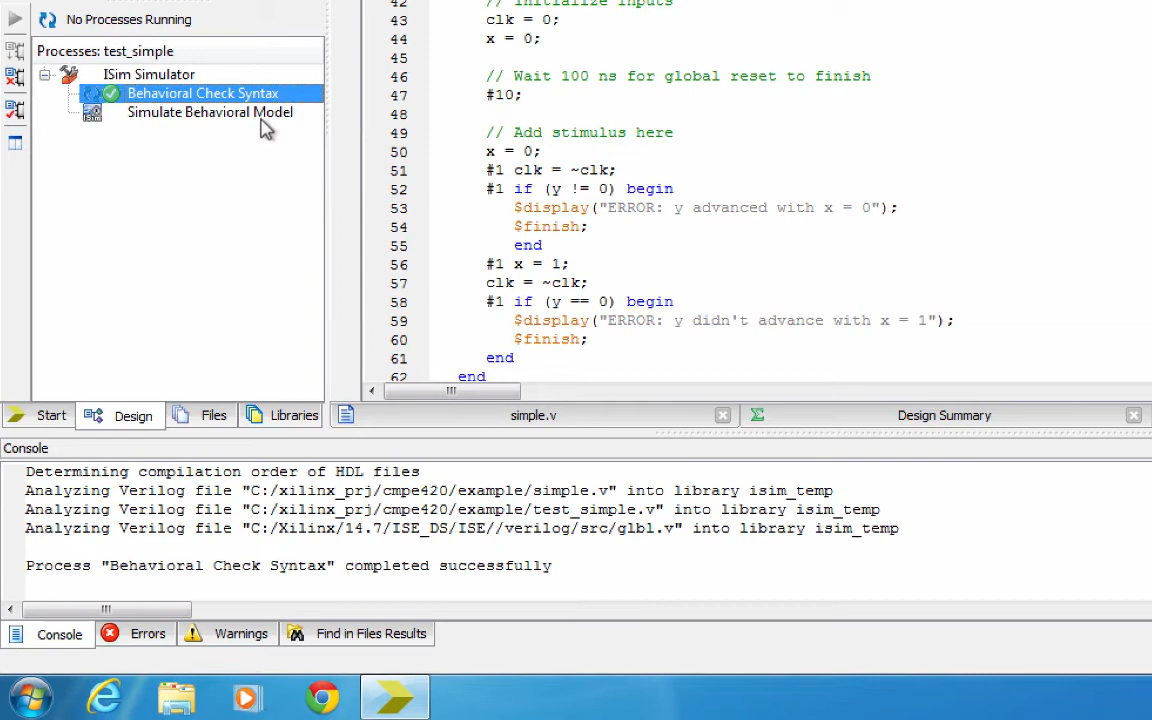 No Processes Running
Processes: test_simple
ISim Simulator
Behavioral Check Syntax
ISim
Simulate Behavioral Model
42 // Initialize Inputs
43 clk = 0;
44 x = 0;
45
46 // Wait 100 ns for global reset to finish
47 #10;
48
49 // Add stimulus here
50 x = 0;
51 #1 clk = ~clk;
52 #1 if (y != 0) begin
53 $display("ERROR: y advanced with x = 0");
54 $finish;
55 end
56 #1 x = 1;
57 clk = ~clk;
58 #1 if (y == 0) begin
59 $display("ERROR: y didn't advance with x = 1");
60 $finish;
61 end
62 end
Start
Design
Files
Libraries
simple.v
Design Summary
Console
Determining compilation order of HDL files
Analyzing Verilog file "C:/xilinx_prj/cmpe420/example/simple.v" into library isim_temp
Analyzing Verilog file "C:/xilinx_prj/cmpe420/example/test_simple.v" into library isim_temp
Analyzing Verilog file "C:/Xilinx/14.7/ISE_DS/ISE//verilog/src/glbl.v" into library isim_temp
Process "Behavioral Check Syntax" completed successfully
Console
Errors
Warnings
Find in Files Results